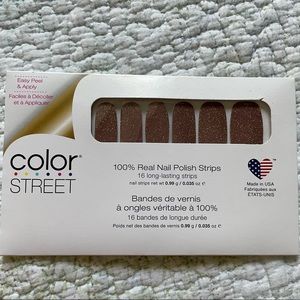 Easy Peel
& Apply
Faciles à Décoller
et à Appliquer
color
STREET
100% Real Nail Polish Strips
16 long-lasting strips
nail strips net wt 0.99 g / 0.035 oz ℮
Bandes de vernis
à ongles véritable à 100%
16 bandes de longue durée
Poids net des bandes de vernis 0.99 g / 0.035 oz ℮
Made in USA
Fabriquées aux
ÉTATS-UNIS